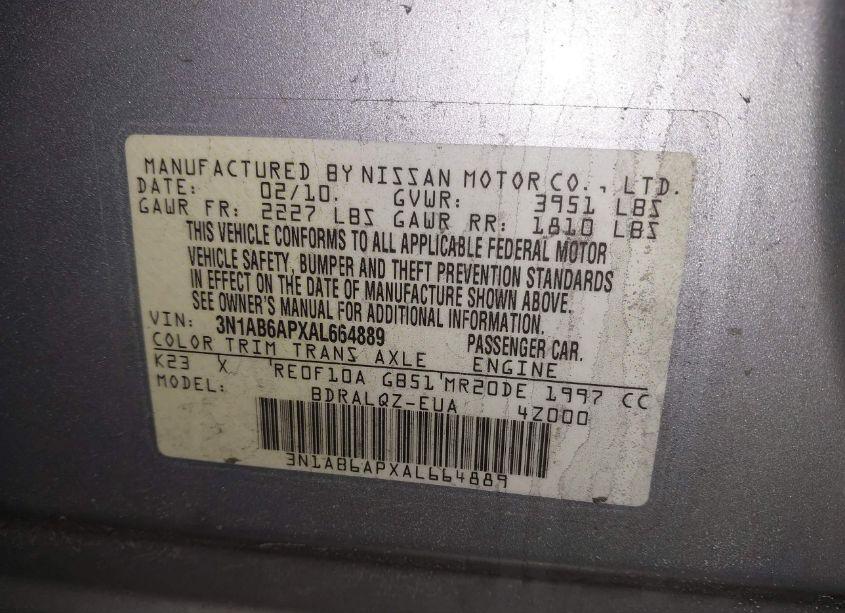 MANUFACTURED BY NISSAN MOTOR CO., LTD.
DATE: 02/10. GVWR: 3951 LBS
GAWR FR: 2227 LBS GAWR RR: 1810 LBS
THIS VEHICLE CONFORMS TO ALL APPLICABLE FEDERAL MOTOR
VEHICLE SAFETY, BUMPER AND THEFT PREVENTION STANDARDS
IN EFFECT ON THE DATE OF MANUFACTURE SHOWN ABOVE.
SEE OWNER'S MANUAL FOR ADDITIONAL INFORMATION.
VIN: 3N1AB6APXAL664889 PASSENGER CAR.
COLOR TRIM TRANS AXLE ENGINE
K23 X RE0F10A GB51 MR20DE 1997 CC
MODEL: BDRALQZ-EUA 4Z000
3N1AB6APXAL664889